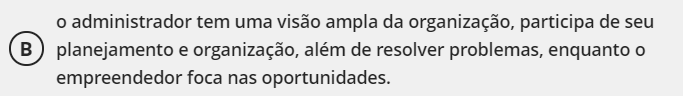 B
o administrador tem uma visão ampla da organização, participa de seu
planejamento e organização, além de resolver problemas, enquanto o
empreendedor foca nas oportunidades.